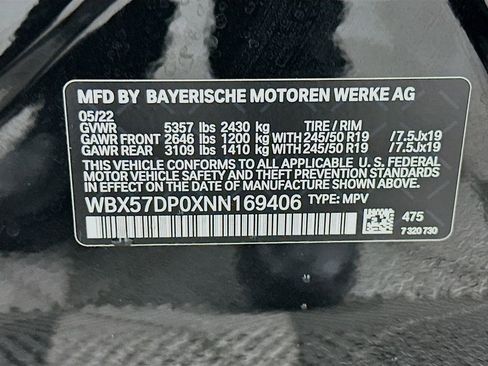 MFD BY BAYERISCHE MOTOREN WERKE AG
05/22
GVWR 5357 lbs 2430 kg TIRE / RIM
GAWR FRONT 2646 lbs 1200 kg WITH 245/50 R19 /7.5Jx19
GAWR REAR 3109 lbs 1410 kg WITH 245/50 R19 /7.5Jx19
THIS VEHICLE CONFORMS TO ALL APPLICABLE U. S. FEDERAL
MOTOR VEHICLE SAFETY, BUMPER, AND THEFT PREVENTION
STANDARDS IN EFFECT ON THE DATE OF MANUFACTURE SHOWN ABOVE.
WBX57DP0XNN169406 TYPE: MPV
475
7 320 730